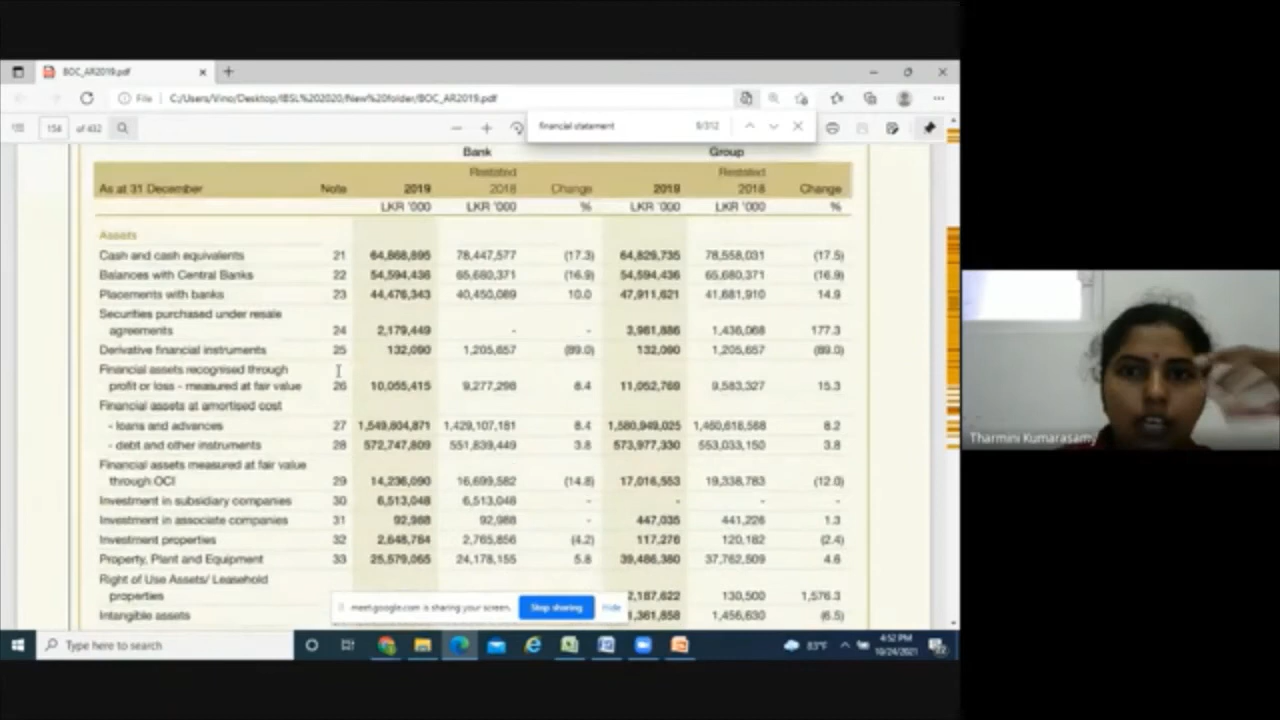 BOC_AR2019.pdf
File | C:/Users/Vino/Desktop/IBSL%202020/New%20folder/BOC_AR2019.pdf
154 of 432
financial statement 9/312
Bank Group
As at 31 December Note 2019 Restated 2018 Change 2019 Restated 2018 Change
LKR '000 LKR '000 % LKR '000 LKR '000 %
Assets
Cash and cash equivalents 21 64,868,895 78,447,577 (17.3) 64,829,735 78,558,031 (17.5)
Balances with Central Banks 22 54,594,436 65,680,371 (16.9) 54,594,436 65,680,371 (16.9)
Placements with banks 23 44,476,343 40,450,089 10.0 47,911,621 41,681,910 14.9
Securities purchased under resale
agreements 24 2,179,449 - - 3,961,886 1,436,068 177.3
Derivative financial instruments 25 132,090 1,205,657 (89.0) 132,090 1,205,657 (89.0)
Financial assets recognised through
profit or loss - measured at fair value 26 10,055,415 9,277,298 8.4 11,052,769 9,583,327 15.3
Financial assets at amortised cost
- loans and advances 27 1,549,804,871 1,429,107,181 8.4 1,580,949,025 1,460,618,568 8.2
- debt and other instruments 28 572,747,809 551,839,449 3.8 573,977,330 553,033,150 3.8
Financial assets measured at fair value
through OCI 29 14,236,090 16,699,582 (14.8) 17,016,553 19,338,783 (12.0)
Investment in subsidiary companies 30 6,513,048 6,513,048 - - - -
Investment in associate companies 31 92,988 92,988 - 447,035 441,226 1.3
Investment properties 32 2,648,764 2,765,856 (4.2) 117,276 120,182 (2.4)
Property, Plant and Equipment 33 25,579,065 24,178,155 5.8 39,486,380 37,762,509 4.6
Right of Use Assets/ Leasehold
properties 2,187,622 130,500 1,576.3
Intangible assets 1,361,858 1,456,630 (6.5)
meet.google.com is sharing your screen. Stop sharing Hide
Tharmini Kumarasamy
Type here to search
83°F
4:52 PM
10/24/2021